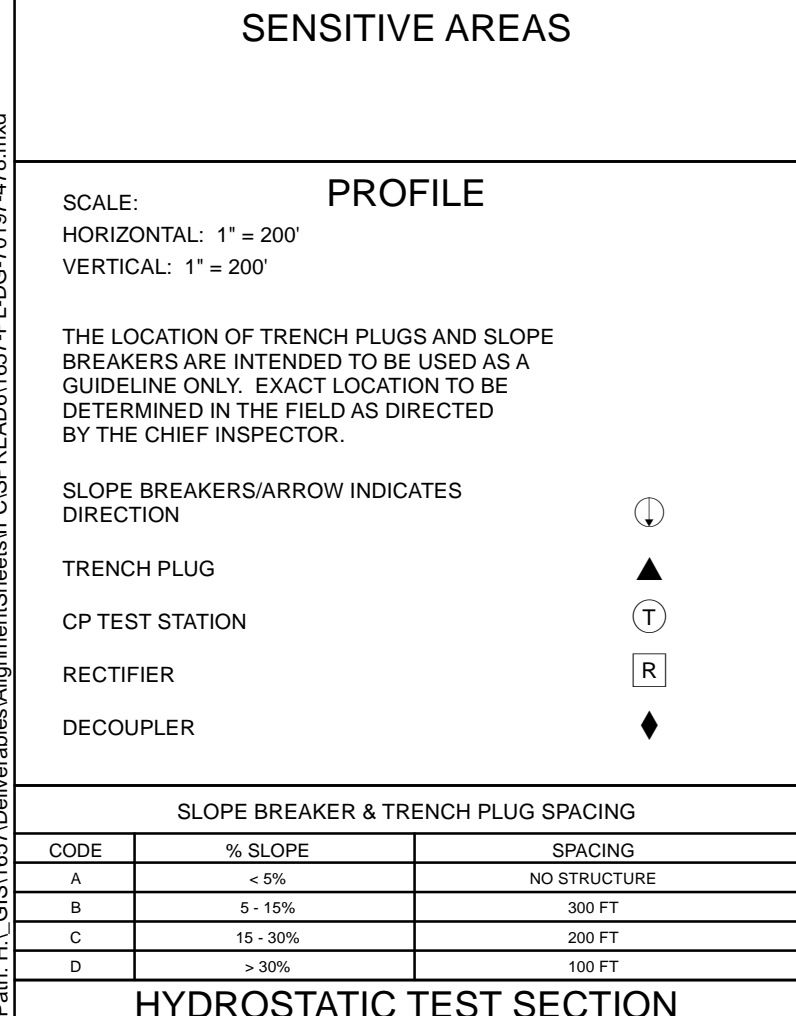 SENSITIVE AREAS
PROFILE
SCALE:
HORIZONTAL: 1" = 200'
VERTICAL: 1" = 200'
THE LOCATION OF TRENCH PLUGS AND SLOPE
BREAKERS ARE INTENDED TO BE USED AS A
GUIDELINE ONLY. EXACT LOCATION TO BE
DETERMINED IN THE FIELD AS DIRECTED
BY THE CHIEF INSPECTOR.
SLOPE BREAKERS/ARROW INDICATES
DIRECTION
TRENCH PLUG
CP TEST STATION T
RECTIFIER R
DECOUPLER
SLOPE BREAKER & TRENCH PLUG SPACING
CODE % SLOPE SPACING
A < 5% NO STRUCTURE
B 5 - 15% 300 FT
C 15 - 30% 200 FT
D > 30% 100 FT
HYDROSTATIC TEST SECTION